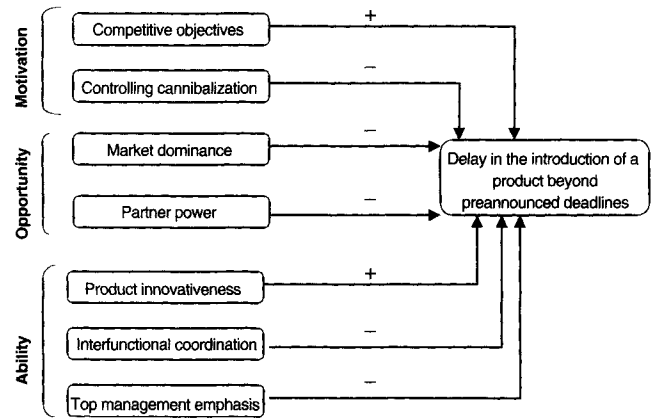 Motivation
Competitive objectives
+
Controlling cannibalization
–
Opportunity
Market dominance
–
Partner power
–
Delay in the introduction of a
product beyond
preannounced deadlines
Ability
Product innovativeness
+
Interfunctional coordination
–
Top management emphasis
–